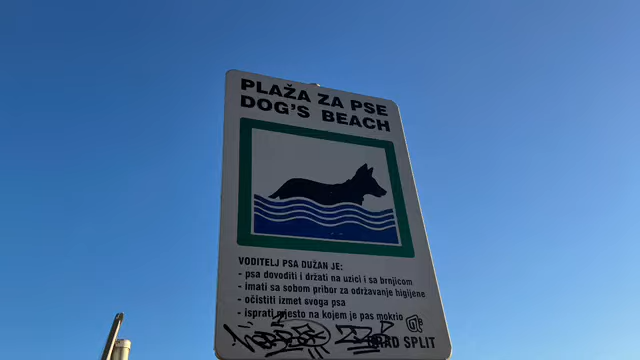 PLAŽA ZA PSE
DOG'S BEACH
VODITELJ PSA DUŽAN JE:
- psa dovoditi i držati na uzici i sa brnjicom
- imati sa sobom pribor za održavanje higijene
- očistiti izmet svoga psa
- isprati mjesto na kojem je pas mokrio
GRAD SPLIT